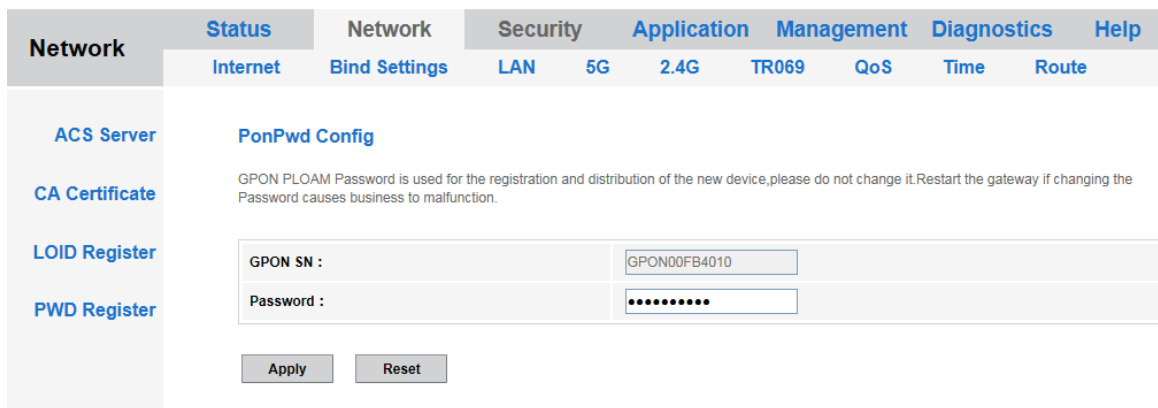 Network
Status Network Security Application Management Diagnostics Help
Internet Bind Settings LAN 5G 2.4G TR069 QoS Time Route
ACS Server
CA Certificate
LOID Register
PWD Register
PonPwd Config
GPON PLOAM Password is used for the registration and distribution of the new device,please do not change it.Restart the gateway if changing the
Password causes business to malfunction.
GPON SN : GPON00FB4010
Password : ••••••••••
Apply Reset